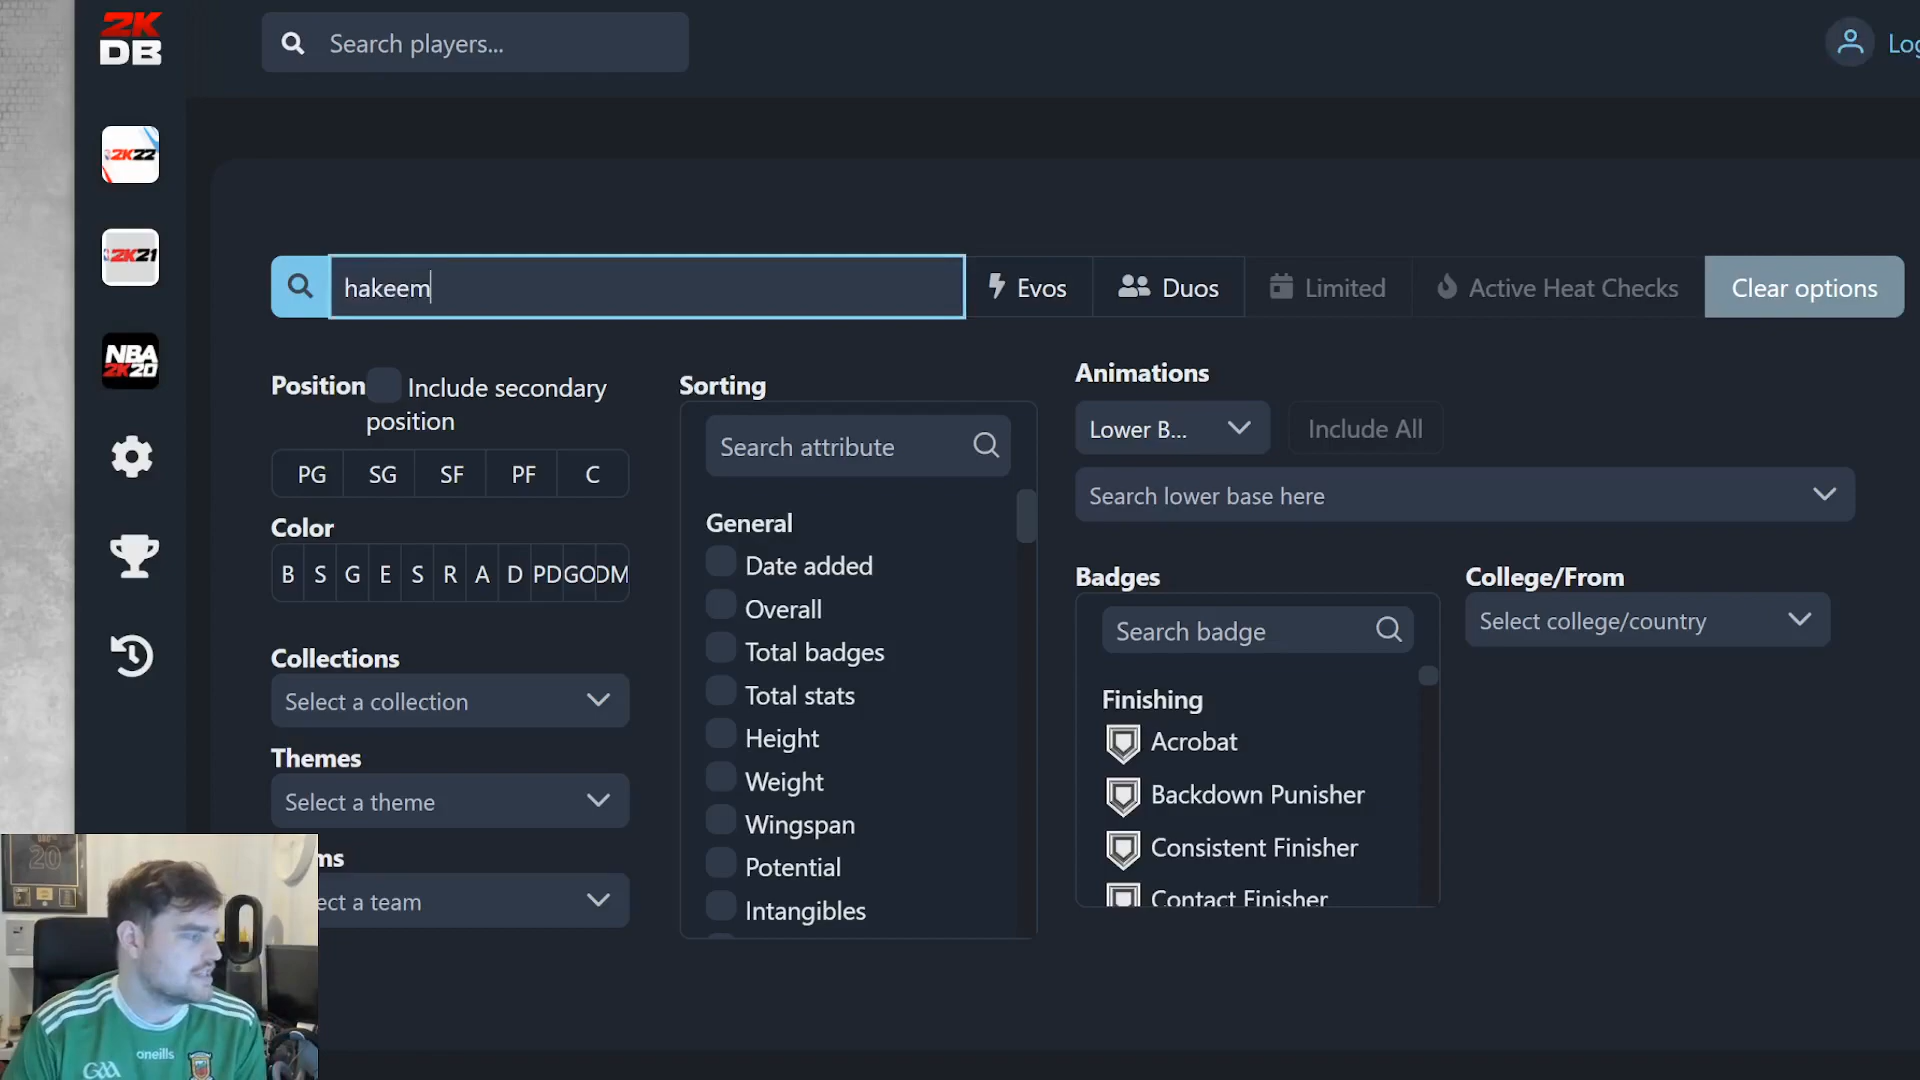 2K
DB
Search players...
Log
2K22
2K21
NBA
2K20
hakeem
Evos
Duos
Limited
Active Heat Checks
Clear options
Position
Include secondary
position
PG SG SF PF C
Color
B S G E S R A D PD GO DM
Collections
Select a collection
Themes
Select a theme
ms
ect a team
Sorting
Search attribute
General
Date added
Overall
Total badges
Total stats
Height
Weight
Wingspan
Potential
Intangibles
Animations
Lower B...
Include All
Search lower base here
Badges
Search badge
Finishing
Acrobat
Backdown Punisher
Consistent Finisher
Contact Finisher
College/From
Select college/country
20
oneills
GAA